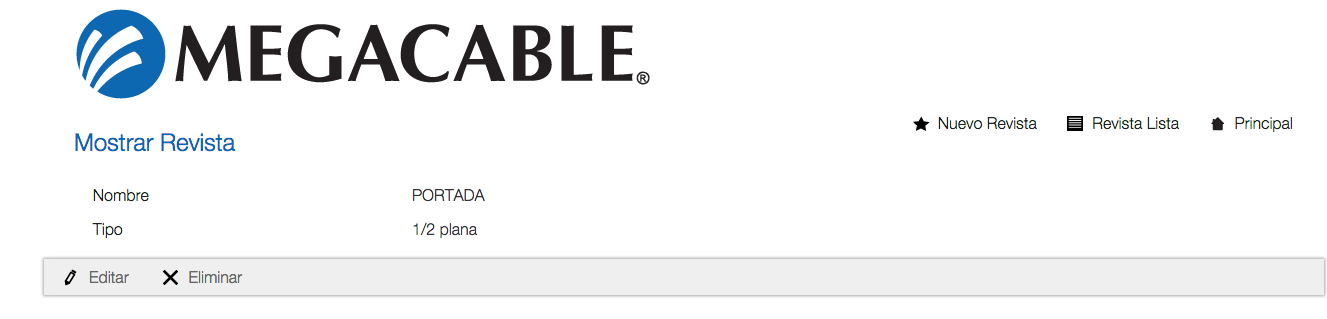 MEGACABLE®
Nuevo Revista Revista Lista Principal
Mostrar Revista
Nombre PORTADA
Tipo 1/2 plana
Editar Eliminar